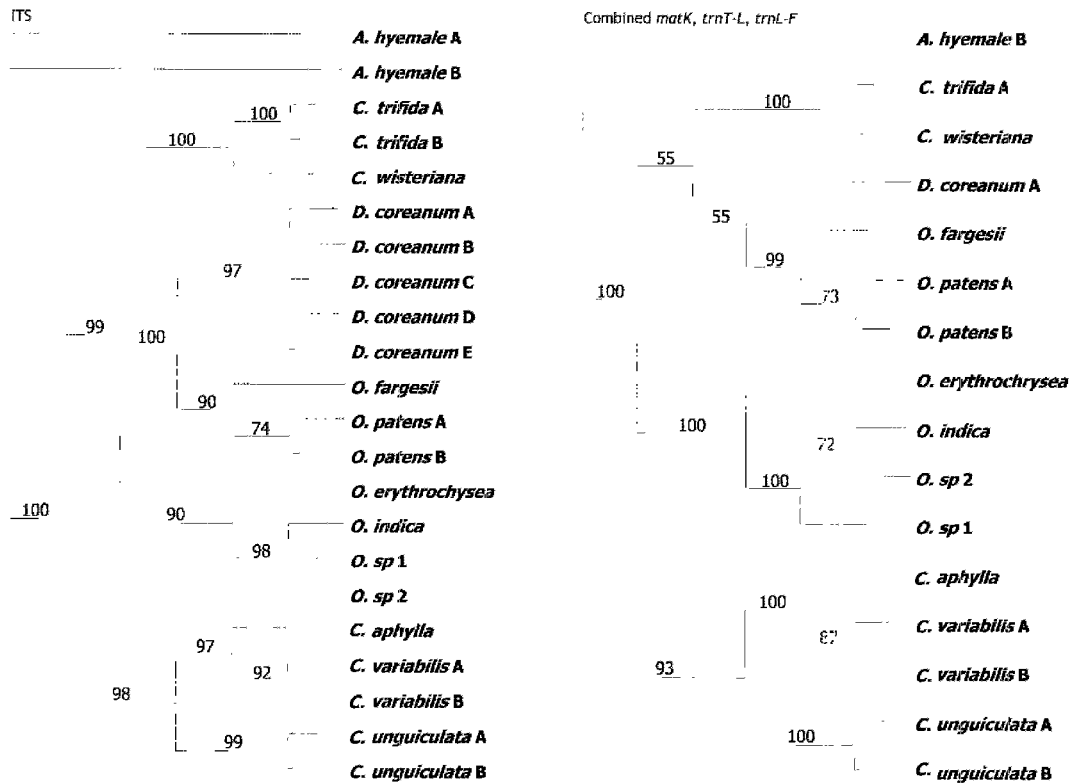 ITS
A. hyemale A
A. hyemale B
100
C. trifida A
100
C. trifida B
C. wisteriana
D. coreanum A
D. coreanum B
97
D. coreanum C
D. coreanum D
99
100
D. coreanum E
O. fargesii
90
O. patens A
74
O. patens B
O. erythrochysea
100
90
O. indica
98
O. sp 1
O. sp 2
C. aphylla
97
92
C. variabilis A
98
C. variabilis B
99
C. unguiculata A
C. unguiculata B
Combined matK, trnT-L, trnL-F
A. hyemale B
C. trifida A
100
C. wisteriana
55
D. coreanum A
55
O. fargesii
99
O. patens A
100
73
O. patens B
O. erythrochrysea
100
72
O. indica
100
O. sp 2
O. sp 1
C. aphylla
100
C. variabilis A
87
93
C. variabilis B
C. unguiculata A
100
C. unguiculata B